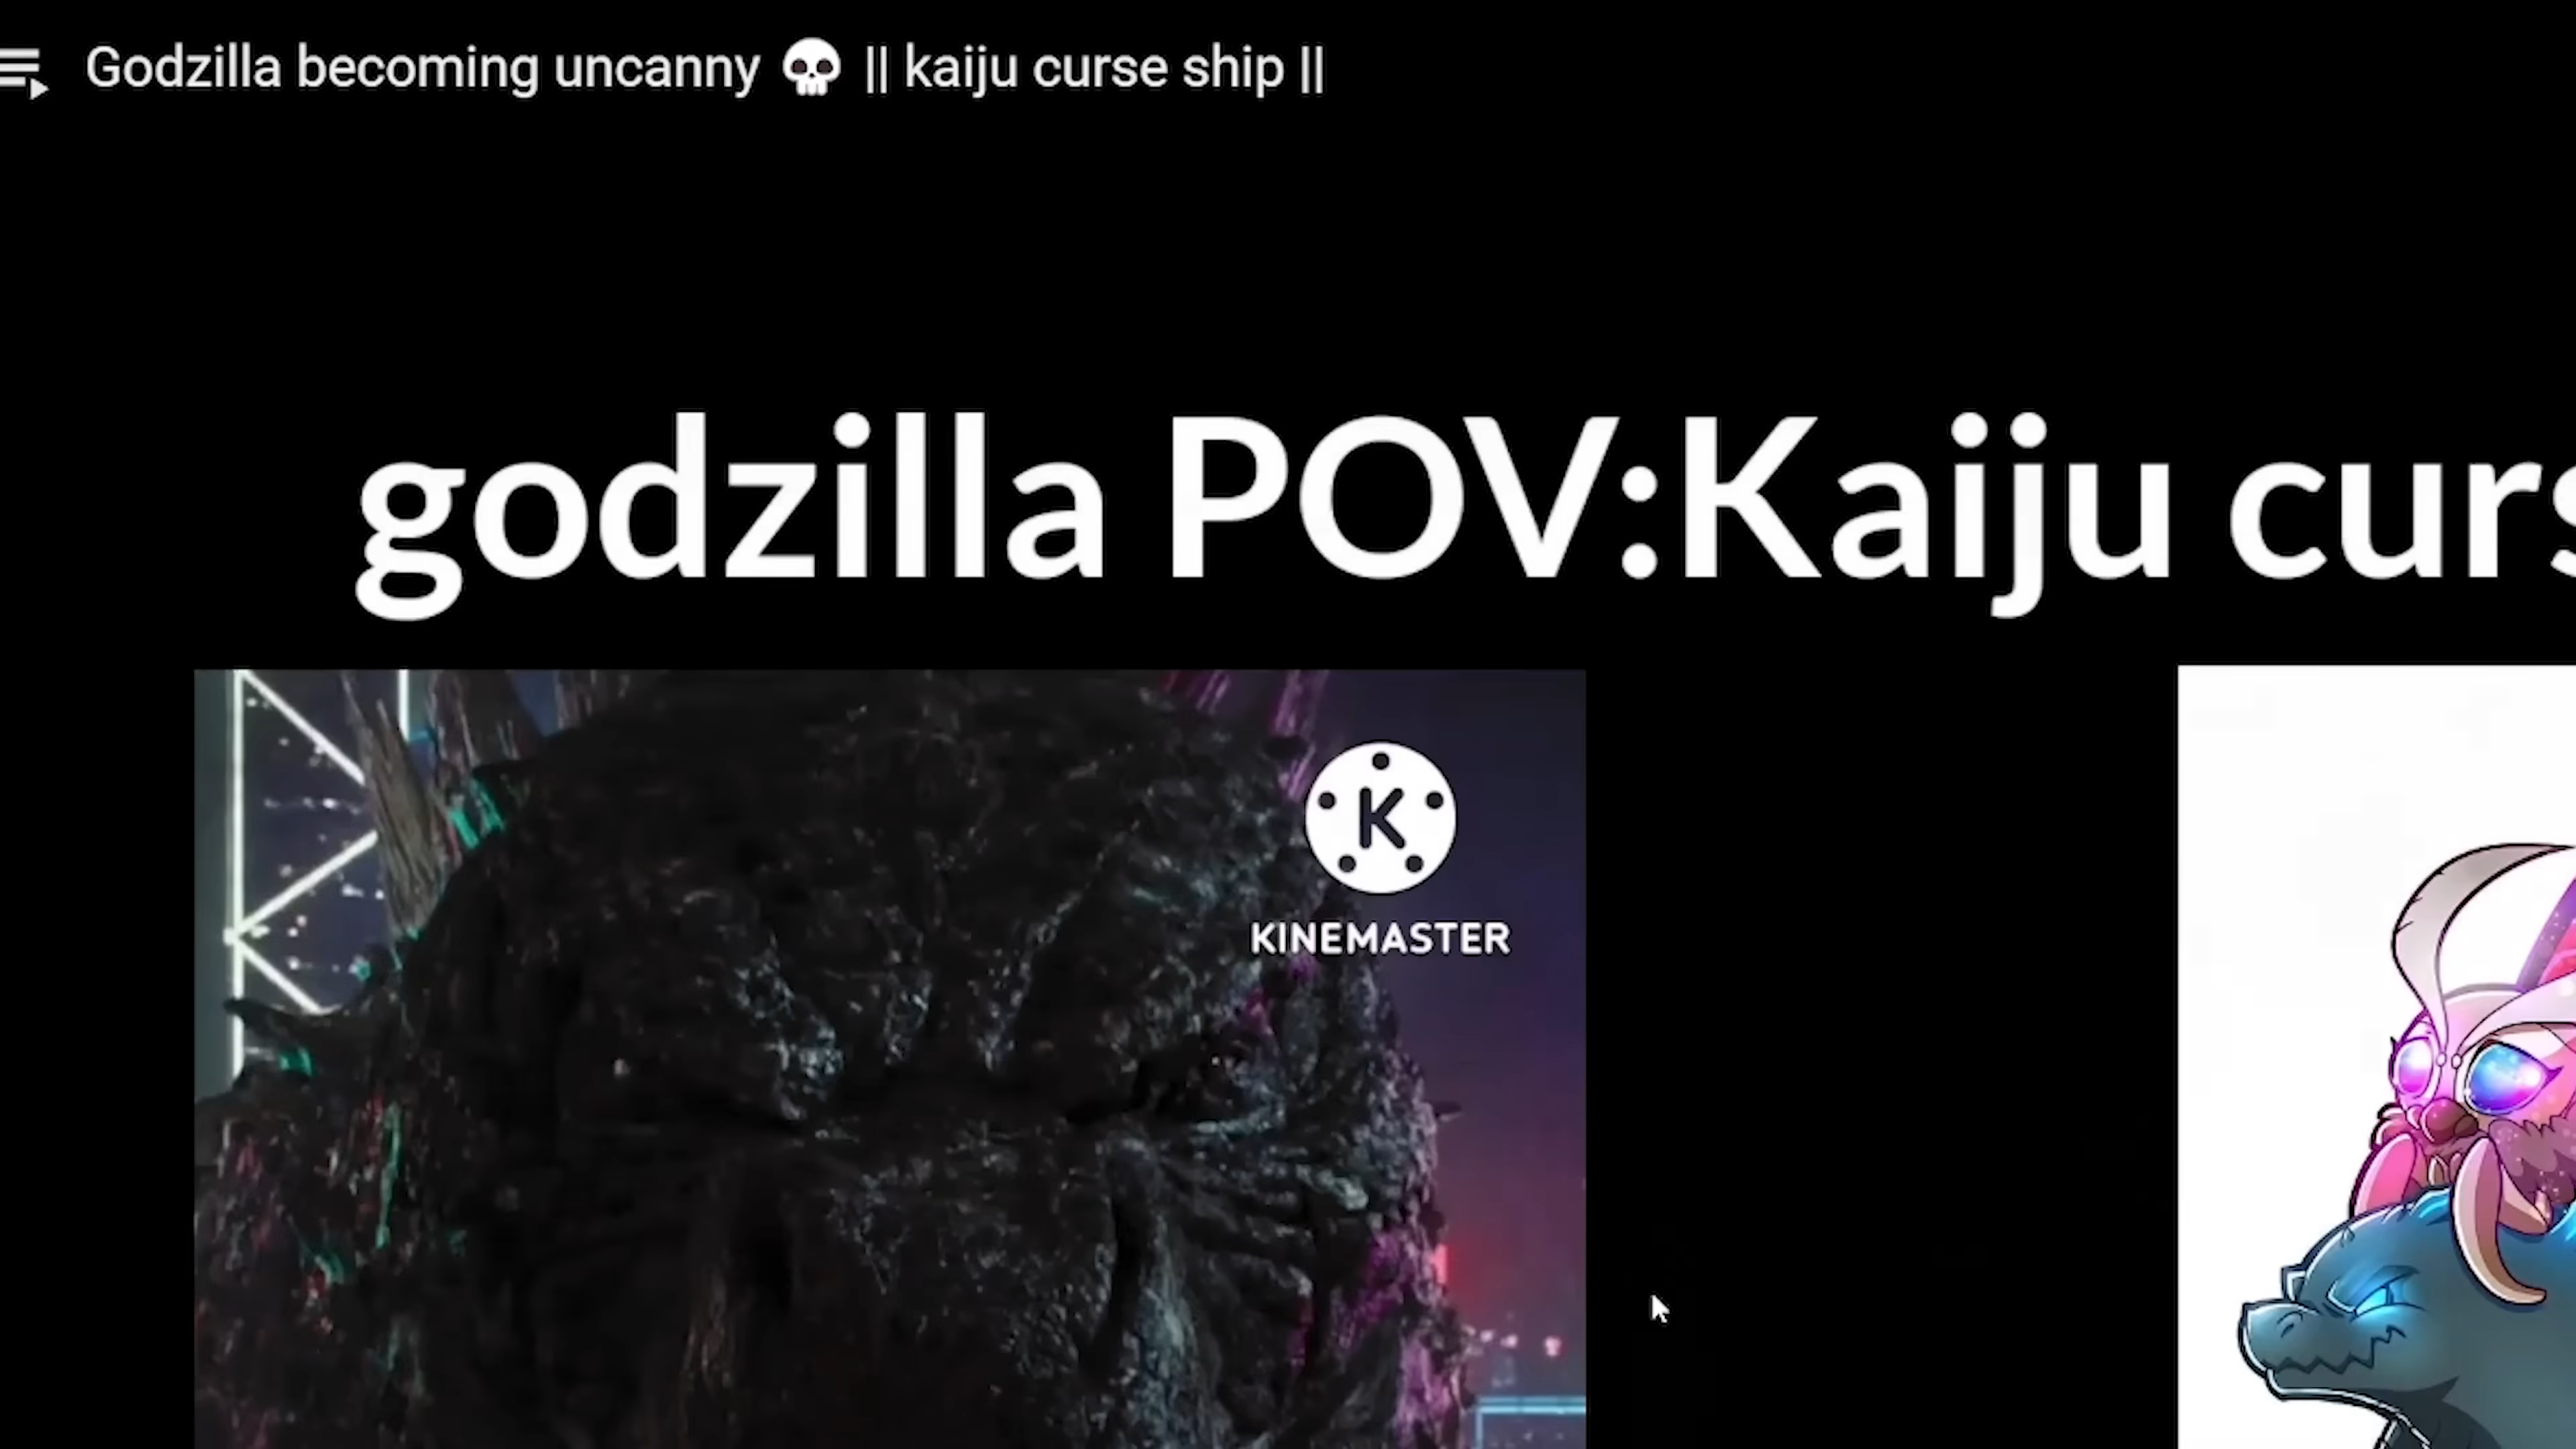 Godzilla becoming uncanny 💀 || kaiju curse ship ||
godzilla POV:Kaiju curs
K
KINEMASTER